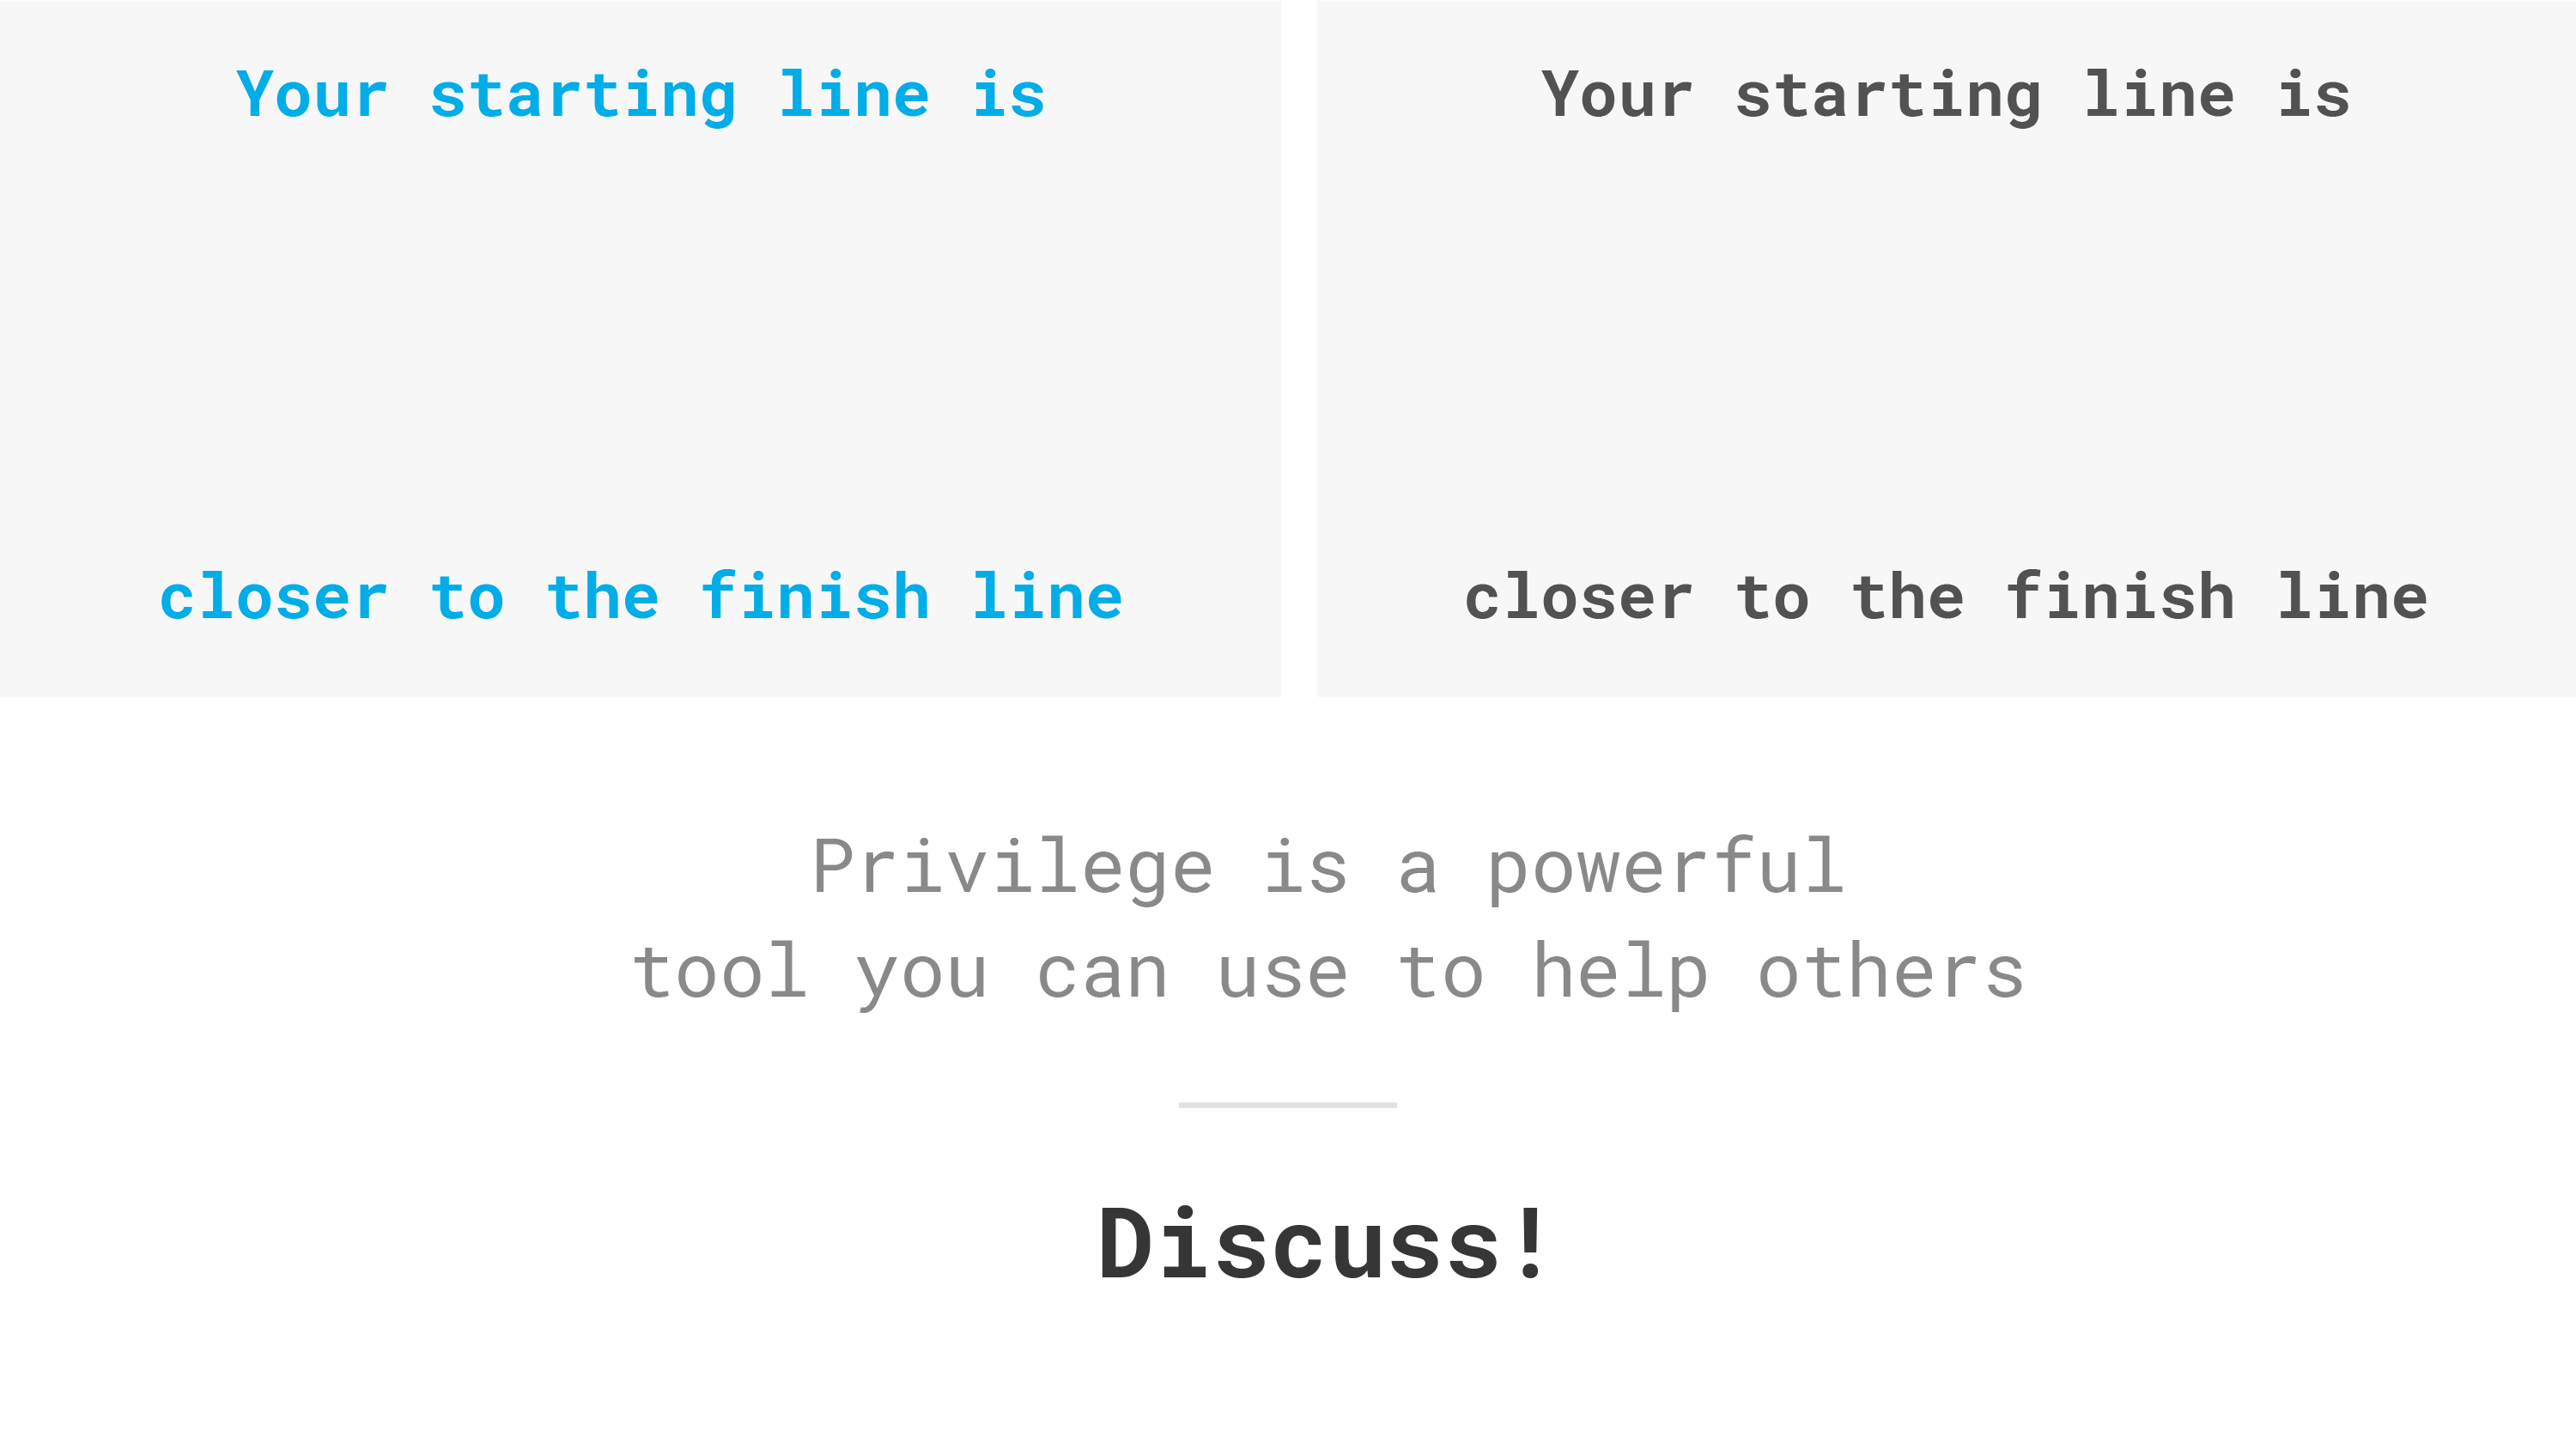 Your starting line is
closer to the finish line
Your starting line is
closer to the finish line
Privilege is a powerful
tool you can use to help others
Discuss!